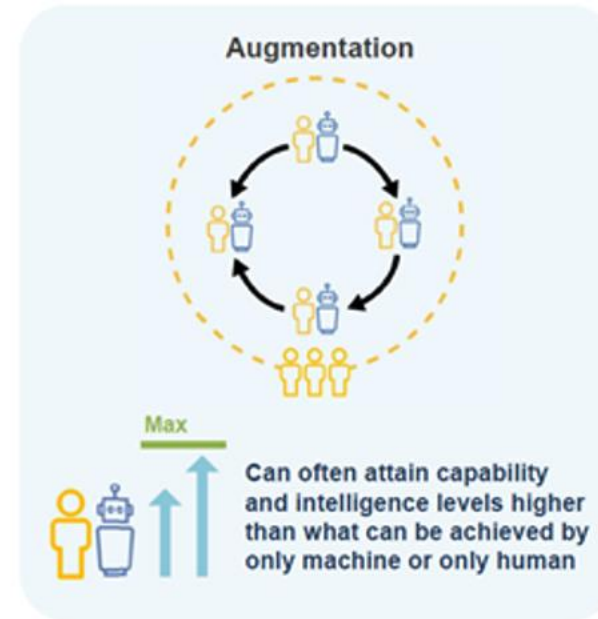 Augmentation
Max
Can often attain capability
and intelligence levels higher
than what can be achieved by
only machine or only human